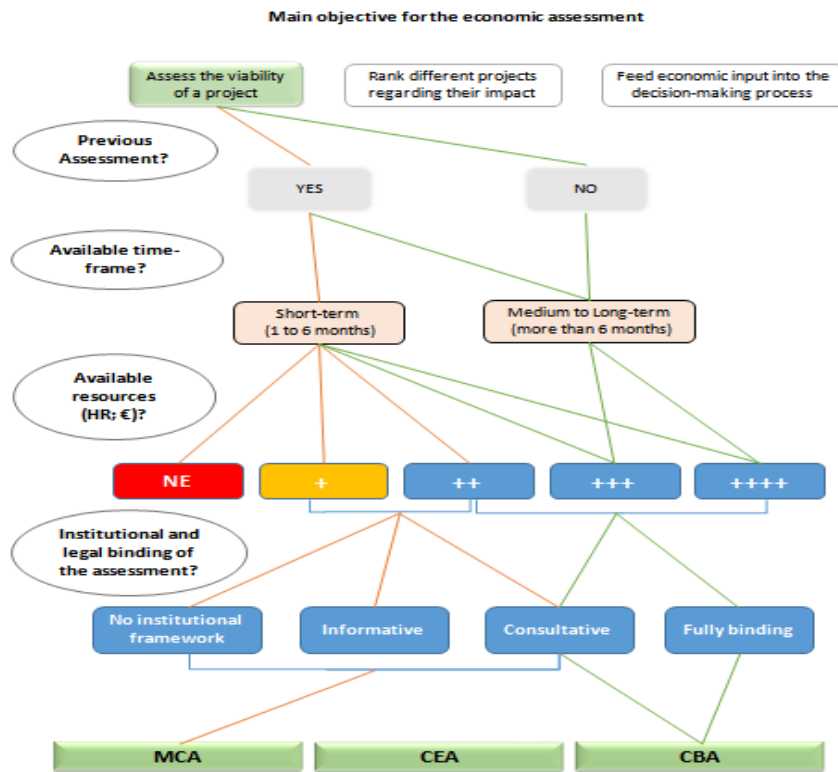 Main objective for the economic assessment
Assess the viability
of a project
Rank different projects
regarding their impact
Feed economic input into the
decision-making process
Previous
Assessment?
YES
NO
Available time-
frame?
Short-term
(1 to 6 months)
Medium to Long-term
(more than 6 months)
Available
resources
(HR; €)?
NE
+
++
+++
++++
Institutional and
legal binding of
the assessment?
No institutional
framework
Informative
Consultative
Fully binding
MCA
CEA
CBA